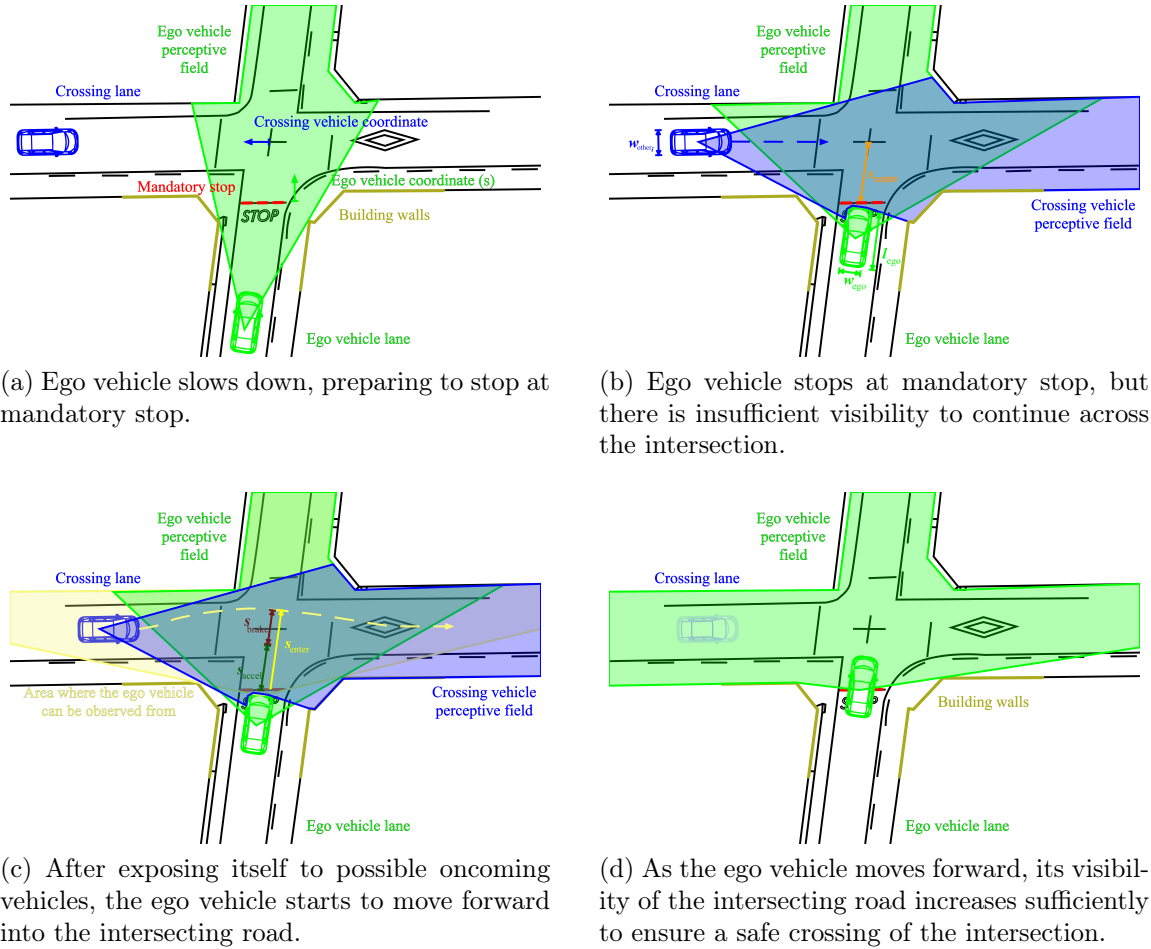 Ego vehicle
perceptive
field
Crossing lane
Crossing vehicle coordinate
Mandatory stop
Ego vehicle coordinate (s)
STOP
Building walls
Ego vehicle lane
(a) Ego vehicle slows down, preparing to stop at
mandatory stop.
Ego vehicle
perceptive
field
Crossing lane
w_other
Crossing vehicle
perceptive field
l_ego
w_ego
Ego vehicle lane
(b) Ego vehicle stops at mandatory stop, but
there is insufficient visibility to continue across
the intersection.
Ego vehicle
perceptive
field
Crossing lane
s_brake
s_enter
s_accel
Area where the ego vehicle
can be observed from
Crossing vehicle
perceptive field
Ego vehicle lane
(c) After exposing itself to possible oncoming
vehicles, the ego vehicle starts to move forward
into the intersecting road.
Ego vehicle
perceptive
field
Crossing lane
Building walls
Ego vehicle lane
(d) As the ego vehicle moves forward, its visibil-
ity of the intersecting road increases sufficiently
to ensure a safe crossing of the intersection.